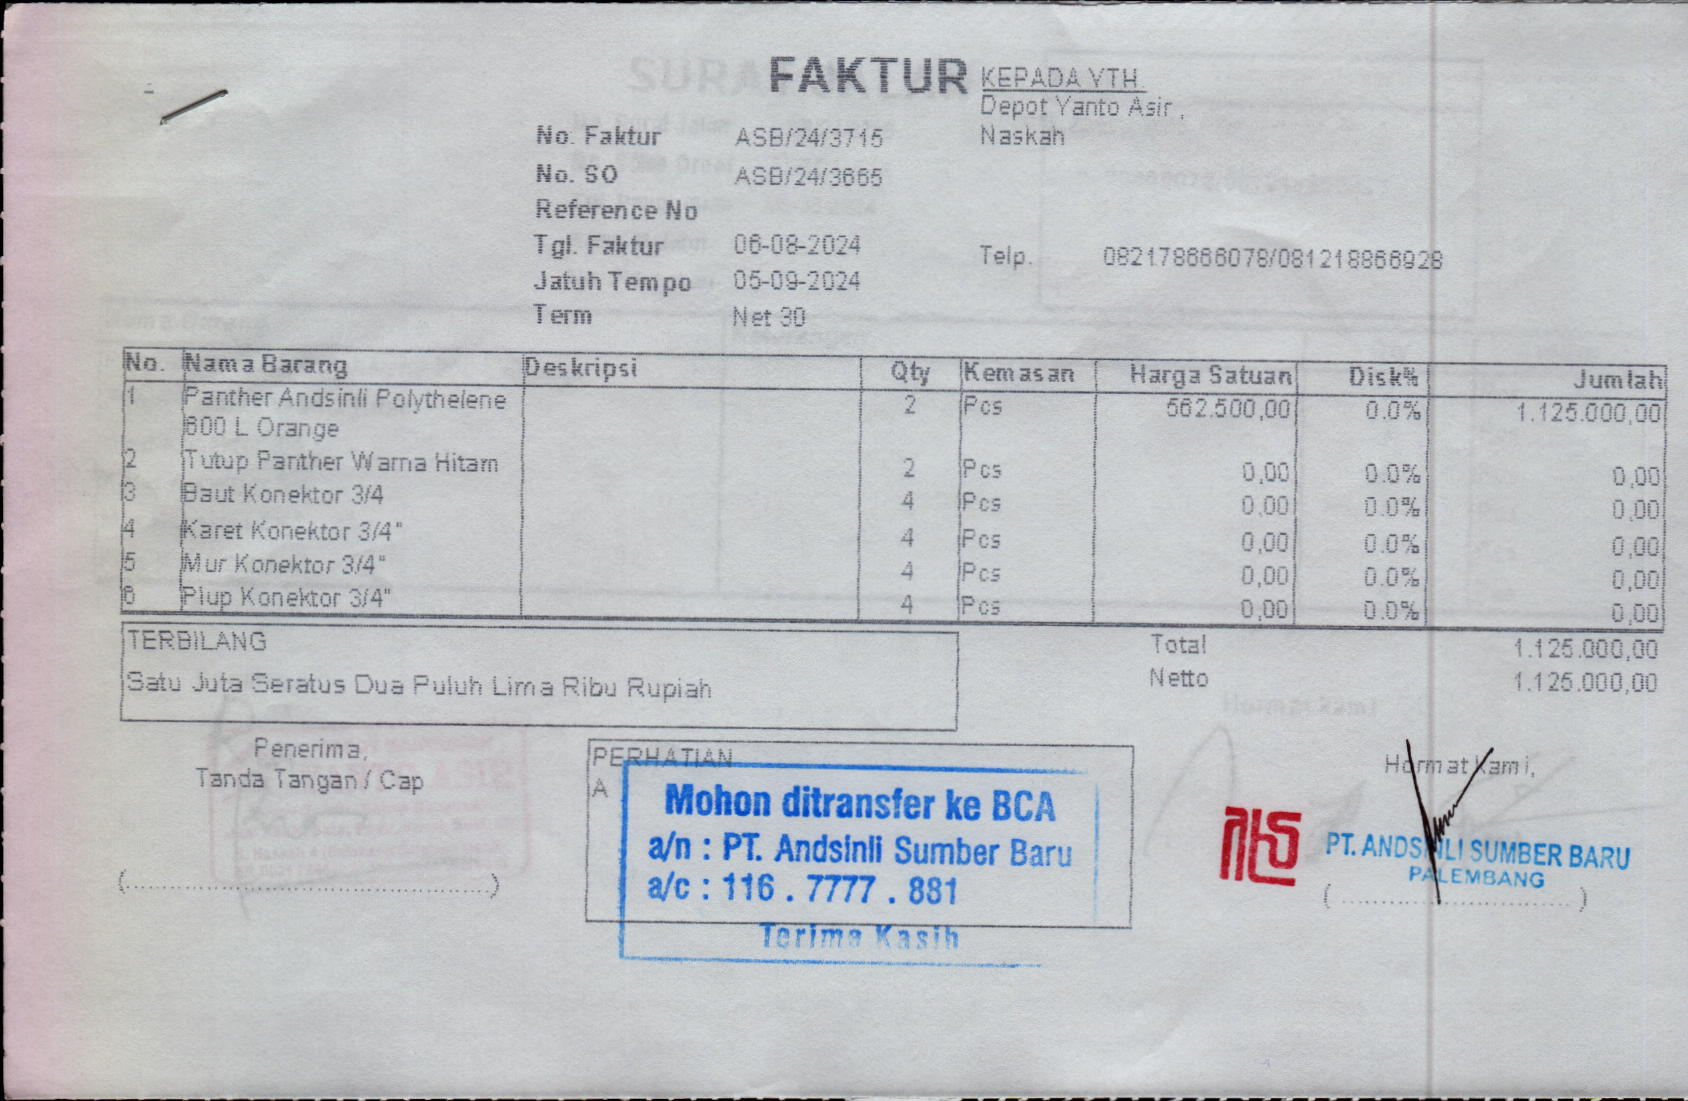 FAKTUR
KEPADA YTH.
Depot Yanto Asir ,
Naskah
No. Faktur ASB/24/3715
No. SO ASB/24/3665
Reference No
Tgl. Faktur 06-08-2024
Jatuh Tempo 05-09-2024
Term Net 30
Telp. 082178666078/081218866928
No. Nama Barang Deskripsi Qty Kemasan Harga Satuan Disk% Jumlah
1 Panther Andsinli Polythelene 2 Pcs 562.500,00 0.0% 1.125.000,00
600 L Orange
2 Tutup Panther Warna Hitam 2 Pcs 0,00 0.0% 0,00
3 Baut Konektor 3/4 4 Pcs 0,00 0.0% 0,00
4 Karet Konektor 3/4" 4 Pcs 0,00 0.0% 0,00
5 Mur Konektor 3/4" 4 Pcs 0,00 0.0% 0,00
6 Plup Konektor 3/4" 4 Pcs 0,00 0.0% 0,00
TERBILANG
Satu Juta Seratus Dua Puluh Lima Ribu Rupiah
Total 1.125.000,00
Netto 1.125.000,00
Penerima,
Tanda Tangan / Cap
(..........................................................)
PERHATIAN
A
Mohon ditransfer ke BCA
a/n : PT. Andsinli Sumber Baru
a/c : 116 . 7777 . 881
Terima Kasih
Hormat Kami,
PT. ANDSINLI SUMBER BARU
PALEMBANG
(....................................)